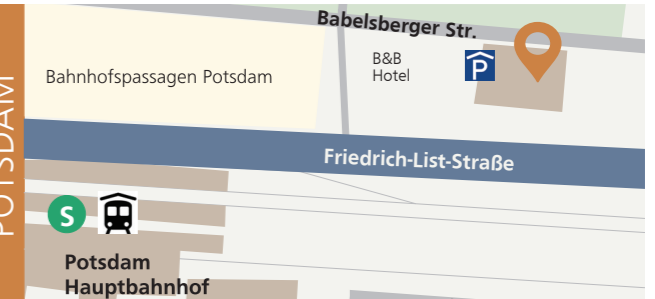 POTSDAM
Babelsberger Str.
B&B
Hotel
P
Bahnhofspassagen Potsdam
Friedrich-List-Straße
S
Potsdam
Hauptbahnhof